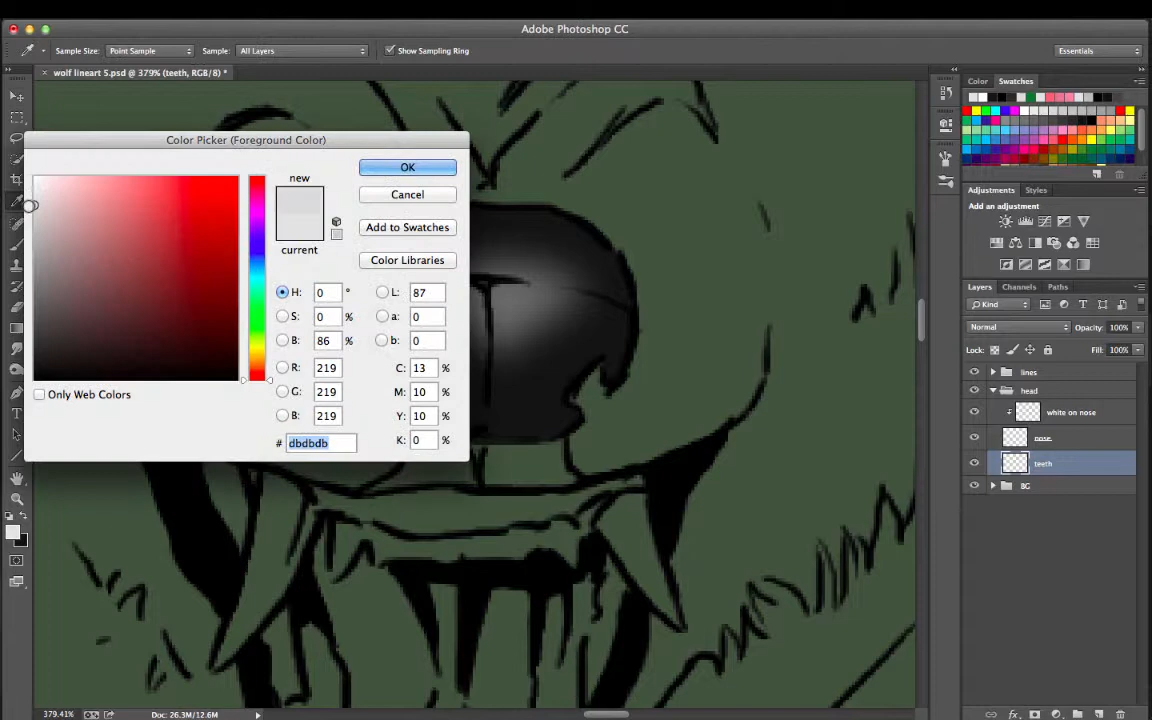 Adobe Photoshop CC
Sample Size: Point Sample Sample: All Layers Show Sampling Ring Essentials
wolf lineart 5.psd @ 379% (teeth, RGB/8) *
Color Swatches
Color Picker (Foreground Color)
new
current
OK
Cancel
Add to Swatches
Color Libraries
H: 0 ° L: 87
S: 0 % a: 0
B: 86 % b: 0
R: 219 C: 13 %
G: 219 M: 10 %
B: 219 Y: 10 %
# dbdbdb K: 0 %
Only Web Colors
Adjustments Styles
Add an adjustment
Layers Channels Paths
Kind
Normal Opacity: 100%
Lock: Fill: 100%
lines
head
white on nose
nose
teeth
BG
379.41% Doc: 26.3M/12.6M